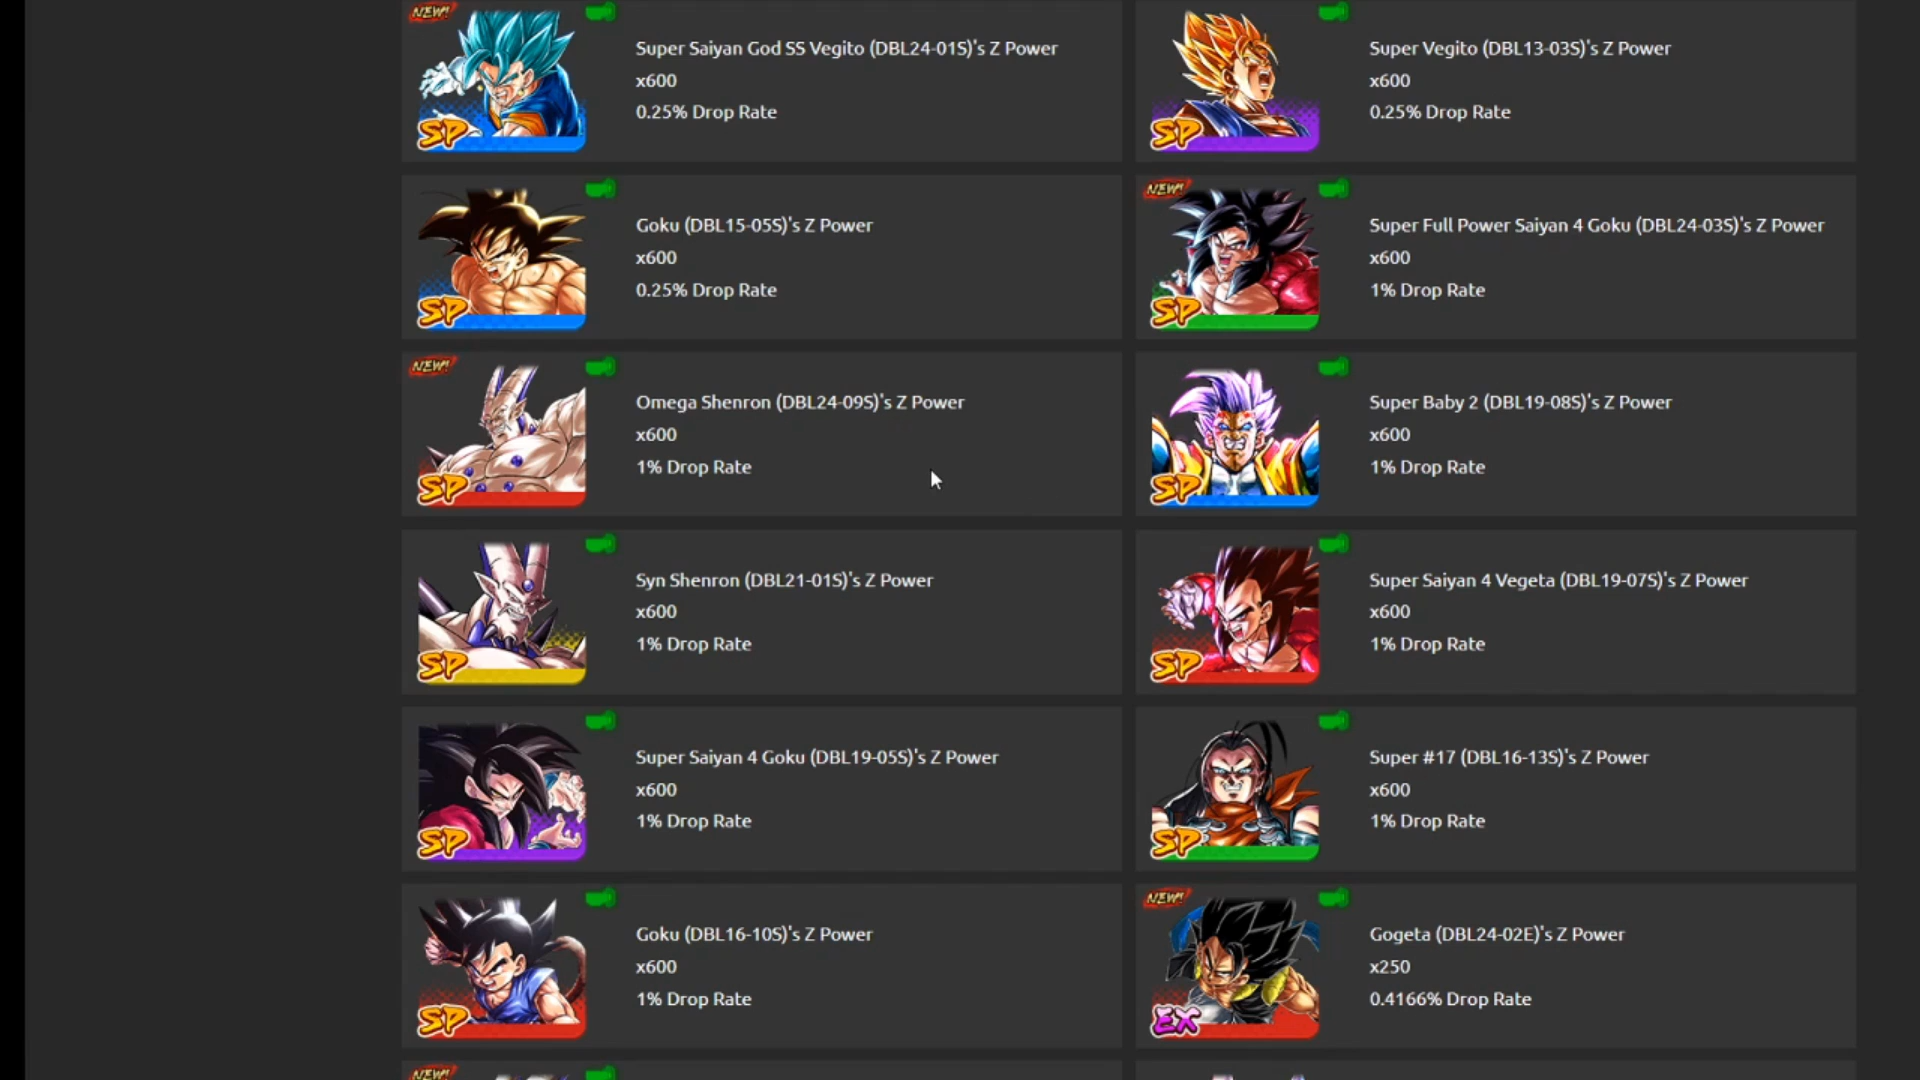 NEW!
SP
Super Saiyan God SS Vegito (DBL24-01S)'s Z Power
x600
0.25% Drop Rate
SP
Super Vegito (DBL13-03S)'s Z Power
x600
0.25% Drop Rate
SP
Goku (DBL15-05S)'s Z Power
x600
0.25% Drop Rate
NEW!
SP
Super Full Power Saiyan 4 Goku (DBL24-03S)'s Z Power
x600
1% Drop Rate
NEW!
SP
Omega Shenron (DBL24-09S)'s Z Power
x600
1% Drop Rate
SP
Super Baby 2 (DBL19-08S)'s Z Power
x600
1% Drop Rate
SP
Syn Shenron (DBL21-01S)'s Z Power
x600
1% Drop Rate
SP
Super Saiyan 4 Vegeta (DBL19-07S)'s Z Power
x600
1% Drop Rate
SP
Super Saiyan 4 Goku (DBL19-05S)'s Z Power
x600
1% Drop Rate
SP
Super #17 (DBL16-13S)'s Z Power
x600
1% Drop Rate
SP
Goku (DBL16-10S)'s Z Power
x600
1% Drop Rate
NEW!
EX
Gogeta (DBL24-02E)'s Z Power
x250
0.4166% Drop Rate
NEW!